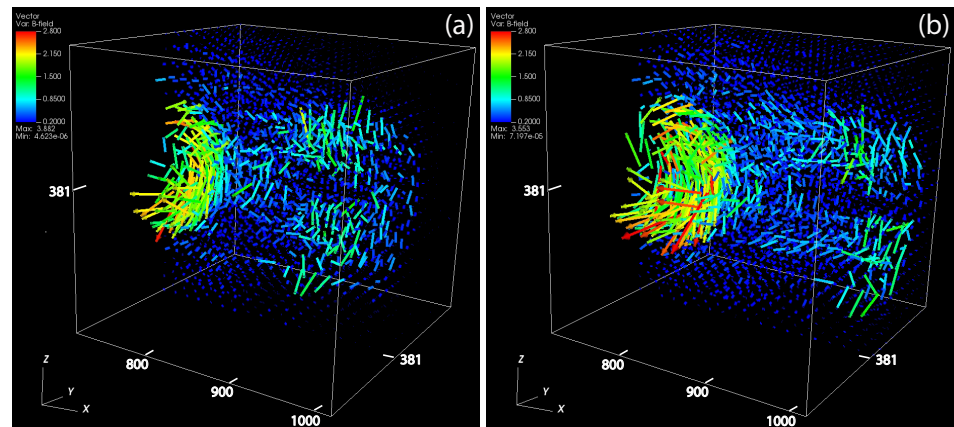 (a)
Vector
Var: B-field
2.800
2.150
1.500
0.8500
0.2000
Max: 3.882
Min: 4.623e-06
381
800
900
1000
381
Z
Y
X
(b)
Vector
Var: B-field
2.800
2.150
1.500
0.8500
0.2000
Max: 3.553
Min: 7.197e-05
381
800
900
1000
381
Z
Y
X